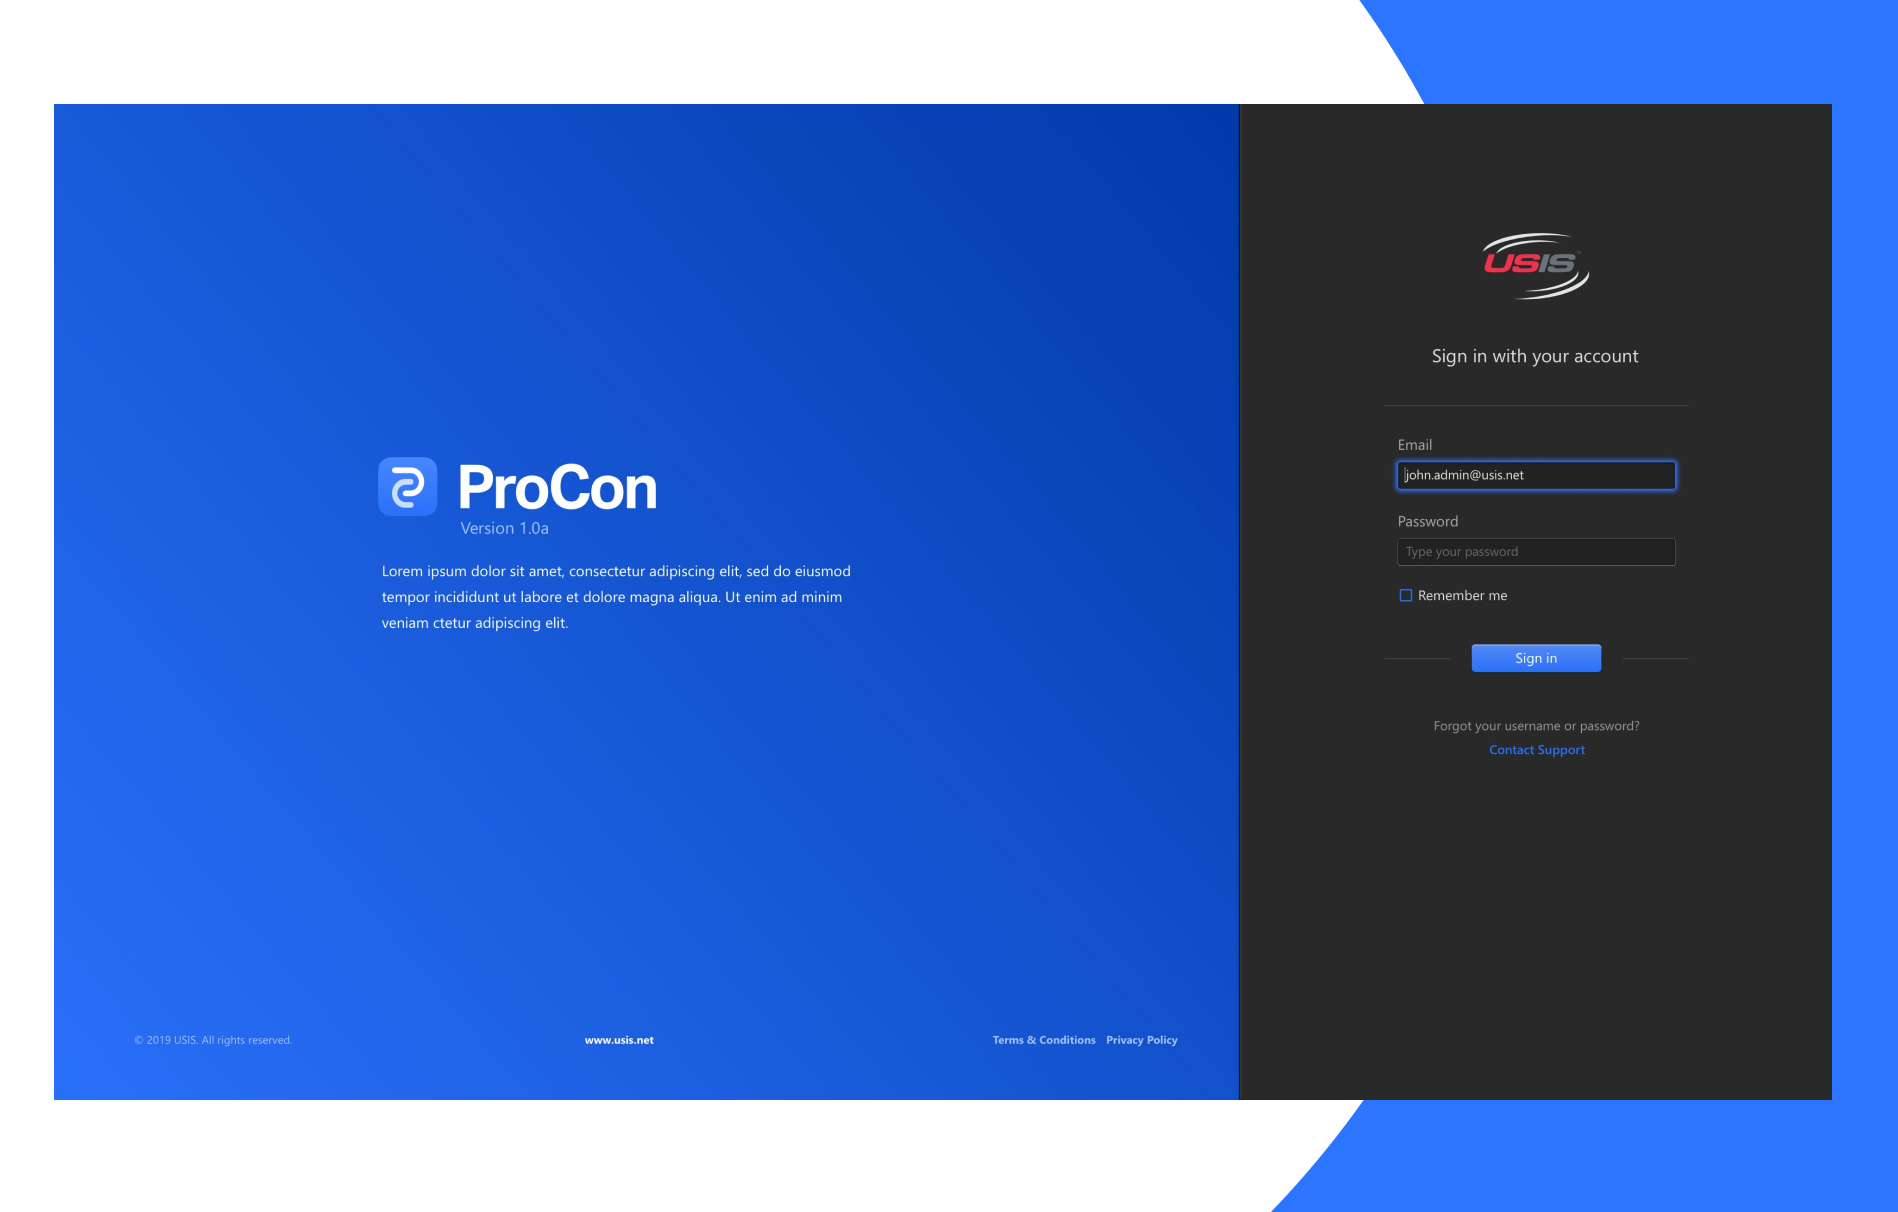 ProCon
Version 1.0a
Lorem ipsum dolor sit amet, consectetur adipiscing elit, sed do eiusmod
tempor incididunt ut labore et dolore magna aliqua. Ut enim ad minim
veniam ctetur adipiscing elit.
© 2019 USIS. All rights reserved.
www.usis.net
Terms & Conditions Privacy Policy
USIS
Sign in with your account
Email
john.admin@usis.net
Password
Type your password
Remember me
Sign in
Forgot your username or password?
Contact Support